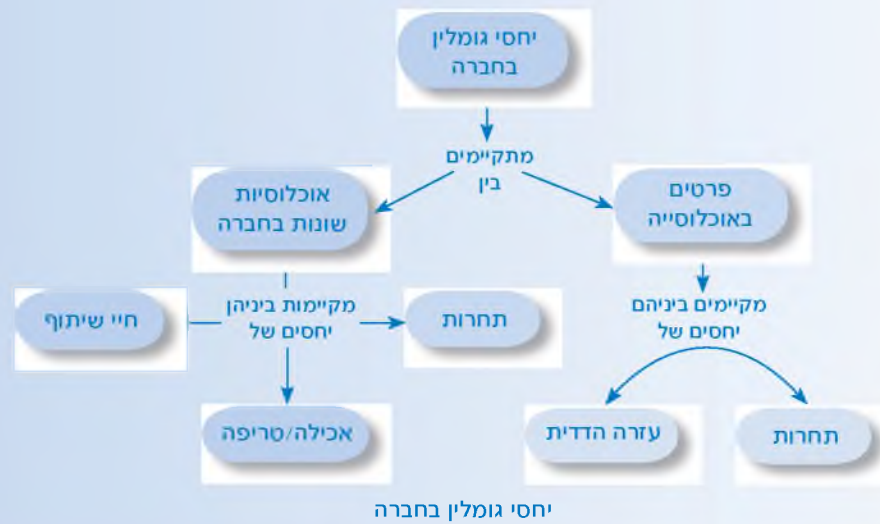 יחסי גומלין
בחברה
מתקיימים
בין
פרטים
באוכלוסייה
אוכלוסיות
שונות בחברה
מקיימים ביניהם
יחסים של
תחרות
עזרה הדדית
מקיימות ביניהן
יחסים של
תחרות
חיי שיתוף
אכילה/טריפה
יחסי גומלין בחברה